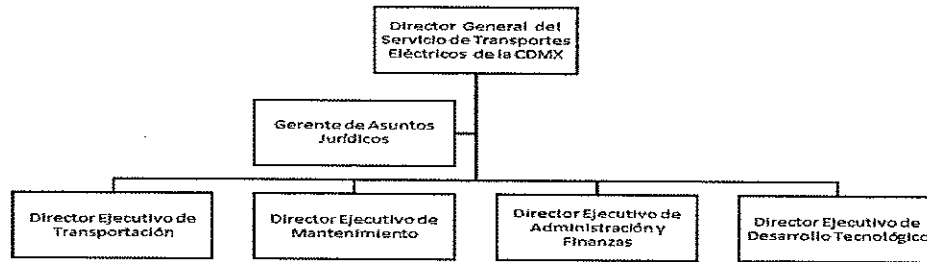 Director General del
Servicio de Transportes
Eléctricos de la CDMX
Gerente de Asuntos
Jurídicos
Director Ejecutivo de
Transportación
Director Ejecutivo de
Mantenimiento
Director Ejecutivo de
Administración y
Finanzas
Director Ejecutivo de
Desarrollo Tecnológico